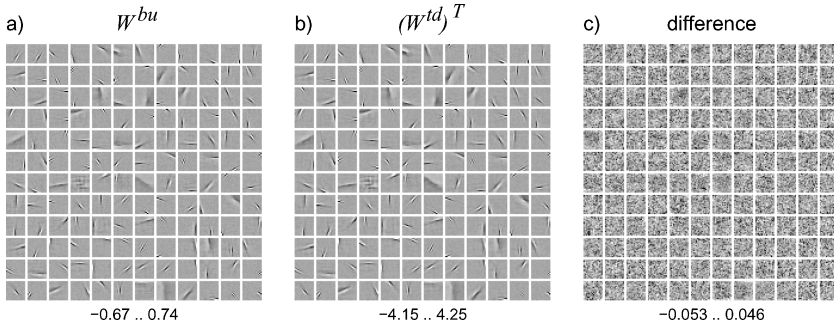 a) W^bu
b) (W^td)^T
c) difference
−0.67 .. 0.74
−4.15 .. 4.25
−0.053 .. 0.046